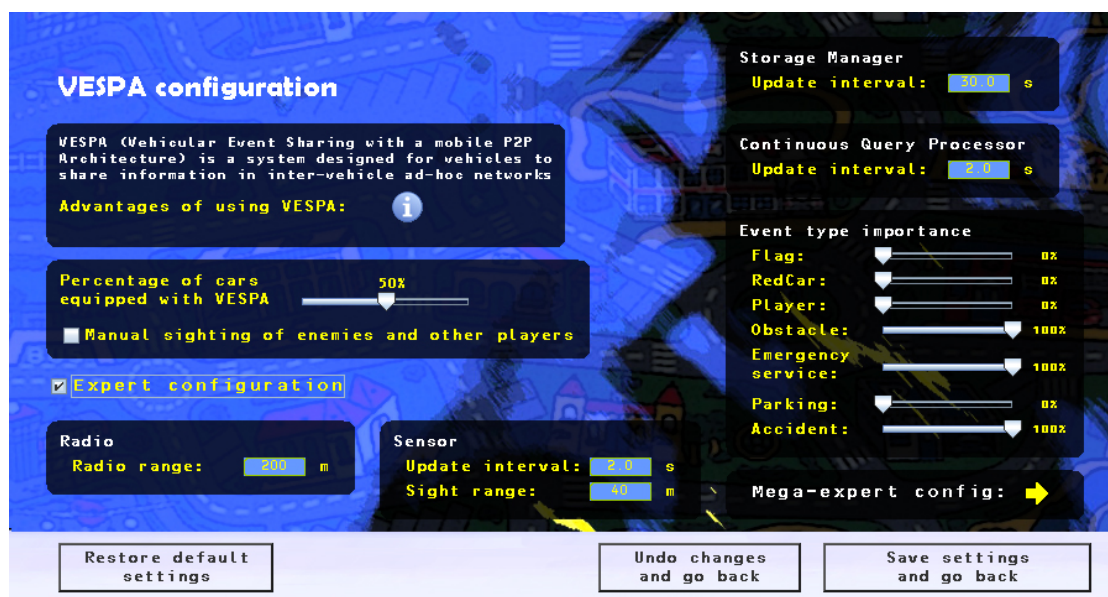 VESPA configuration
VESPA (Vehicular Event Sharing with a mobile P2P
Architecture) is a system designed for vehicles to
share information in inter-vehicle ad-hoc networks
Advantages of using VESPA:
i
Percentage of cars
equipped with VESPA
50%
Manual sighting of enemies and other players
Expert configuration
Radio
Radio range: 200 m
Sensor
Update interval: 2.0 s
Sight range: 40 m
Storage Manager
Update interval: 30.0 s
Continuous Query Processor
Update interval: 2.0 s
Event type importance
Flag: 0%
RedCar: 0%
Player: 0%
Obstacle: 100%
Emergency
service: 100%
Parking: 0%
Accident: 100%
Mega-expert config:
Restore default
settings
Undo changes
and go back
Save settings
and go back